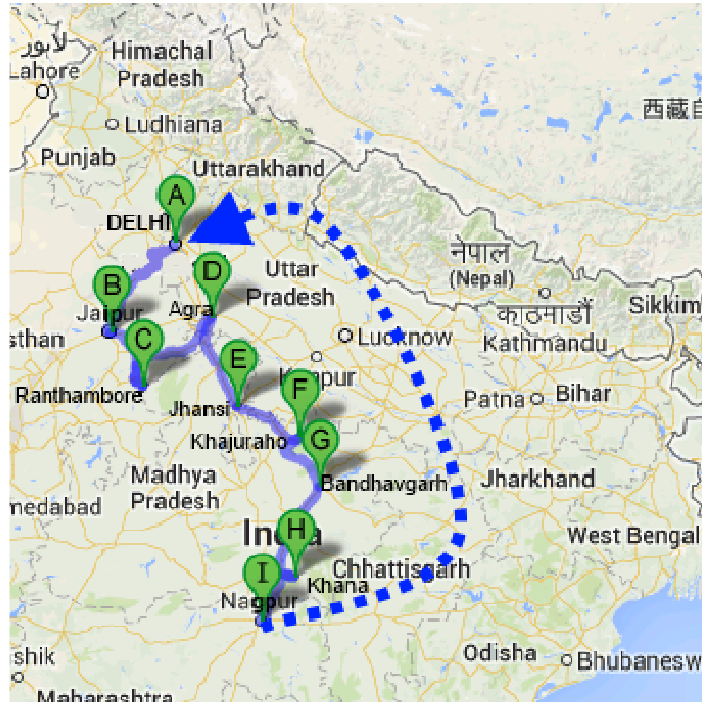 لاہور
Lahore
Himachal
Pradesh
Ludhiana
西藏自
Punjab
Uttarakhand
A
DELHI
नेपाल
(Nepal)
D
Uttar
Pradesh
B
Jaipur
Agra
काठमाडौं
Kathmandu
Sikkim
sthan
C
Lucknow
E
Kanpur
Ranthambore
Jhansi
F
Patna
Bihar
Khajuraho
G
Madhya
Pradesh
Bandhavgarh
Jharkhand
medabad
H
India
West Bengal
I
Khana
Chhattisgarh
Nagpur
shik
Odisha
Bhubanesw
Maharashtra